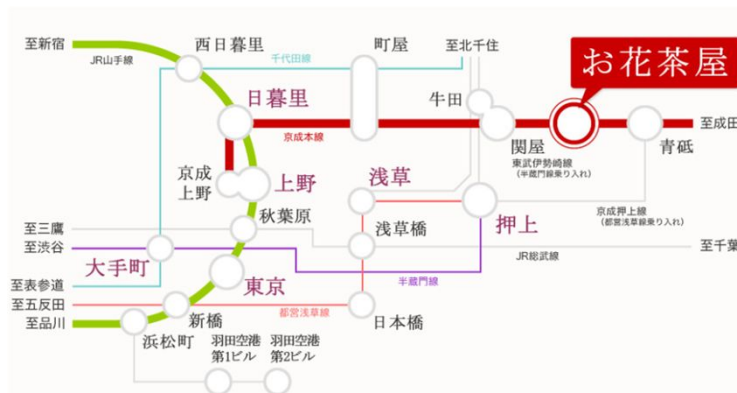 至新宿
JR山手線
西日暮里
千代田線
町屋
至北千住
お花茶屋
日暮里
牛田
京成本線
関屋
東武伊勢崎線
（半蔵門線乗り入れ）
青砥
至成田
京成
上野
上野
浅草
押上
京成押上線
（都営浅草線乗り入れ）
至三鷹
秋葉原
浅草橋
JR総武線
至千葉
至渋谷
大手町
東京
半蔵門線
至表参道
至五反田
都営浅草線
日本橋
至品川
新橋
浜松町
羽田空港
第1ビル
羽田空港
第2ビル